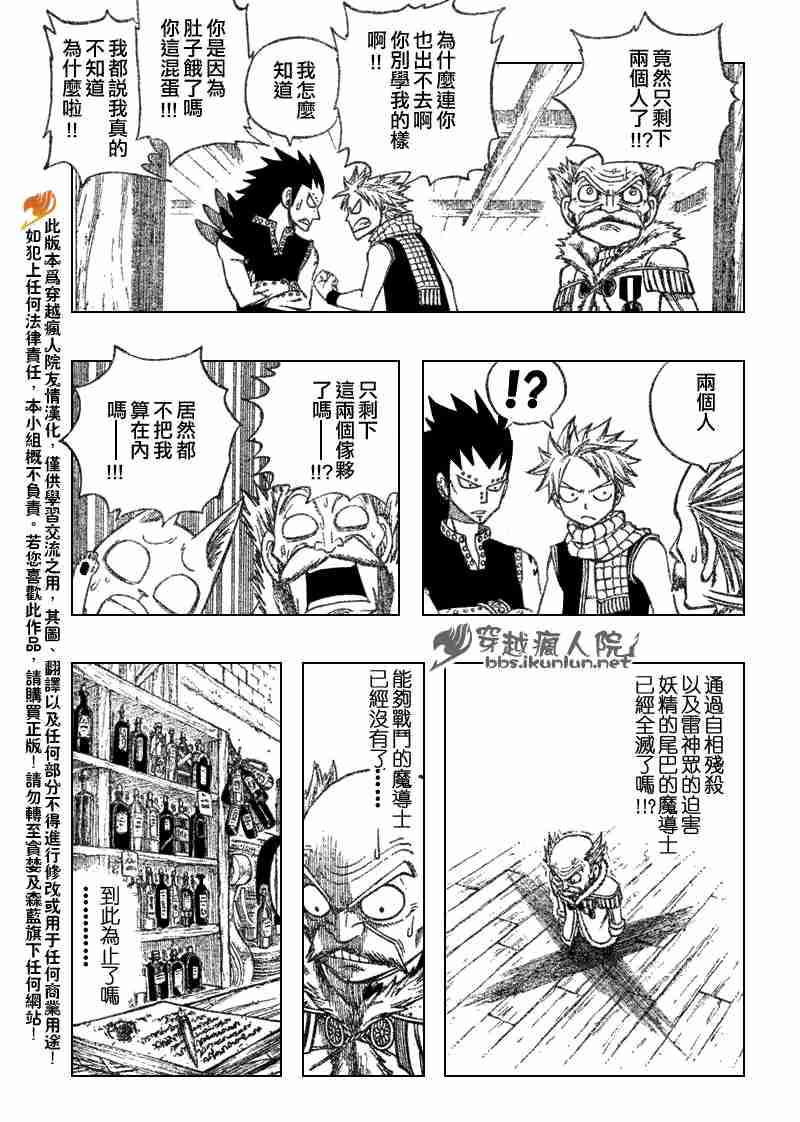 竟然只剩下
兩個人了!!?
為什麼連你
也出不去啊
你別學我的樣
啊!!
我怎麼
知道
你是因為
肚子餓了嗎
你這混蛋!!!
我都説我真的
不知道
為什麼啦!!
兩個人
!?
只剩下
這兩個傢夥
了嗎——!!?
居然都
不把我
算在內
嗎——!!!
穿越瘋人院
bbs.ikunlun.net
通過自相殘殺
以及雷神眾的迫害
妖精的尾巴的魔導士
已經全滅了嗎!!?
能夠戰鬥的魔導士
已經沒有了………
到此為止了嗎
………
此版本爲穿越瘋人院友情漢化，僅供學習交流之用，其圖、翻譯以及任何部分不得進行修改或用于任何商業用途！
如犯上任何法律責任，本小組概不負責。若您喜歡此作品，請購買正版！請勿轉至貪婪及森藍旗下任何網站！